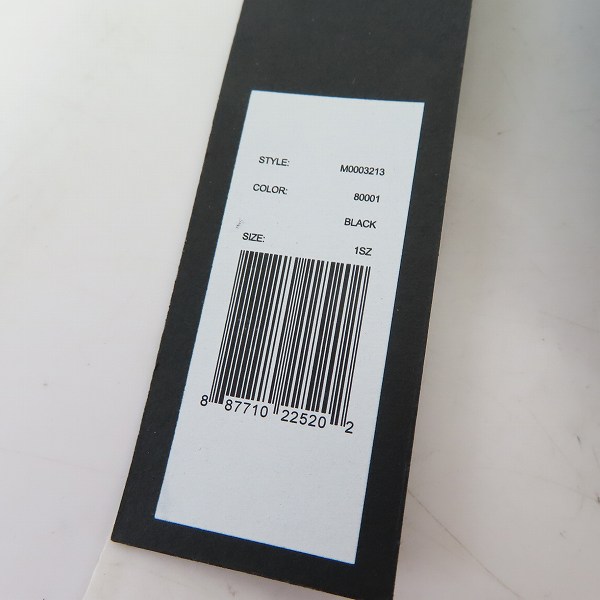 STYLE: M0003213
COLOR: 80001
BLACK
SIZE: 1SZ
8 87710 22520 2